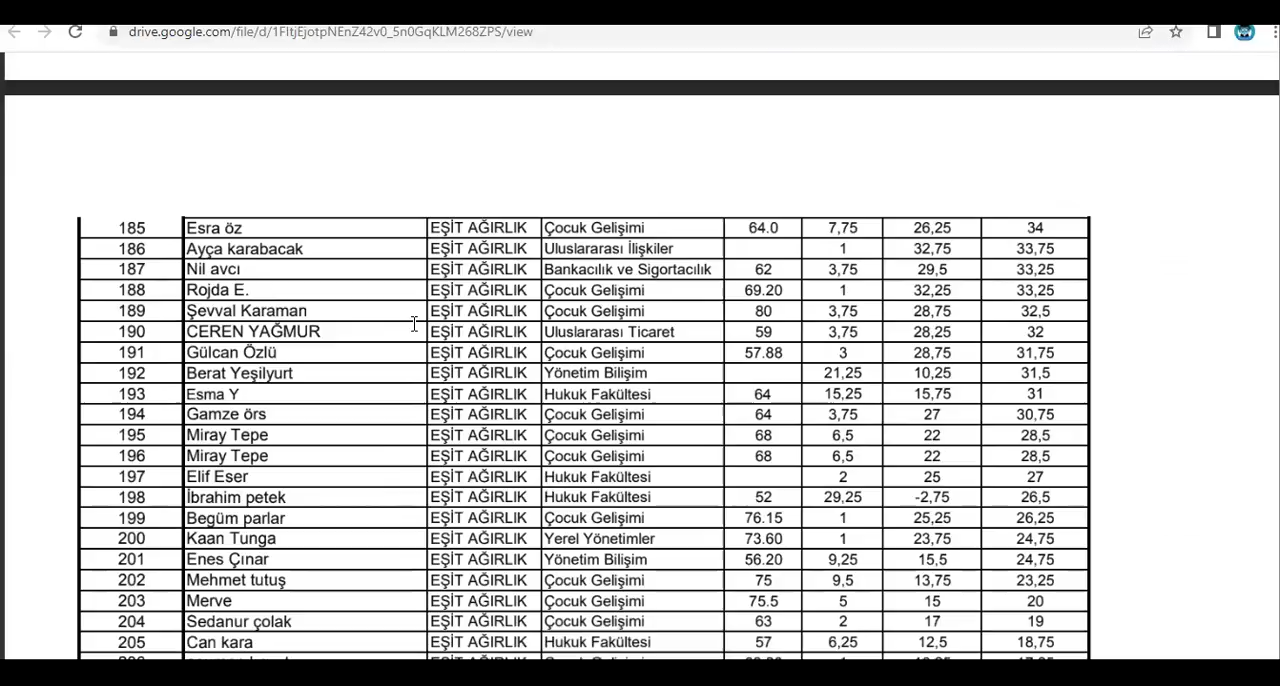 drive.google.com/file/d/1FItjEjotpNEnZ42v0_5n0GqKLM268ZPS/view
185 Esra öz EŞİT AĞIRLIK Çocuk Gelişimi 64.0 7,75 26,25 34
186 Ayça karabacak EŞİT AĞIRLIK Uluslararası İlişkiler 1 32,75 33,75
187 Nil avcı EŞİT AĞIRLIK Bankacılık ve Sigortacılık 62 3,75 29,5 33,25
188 Rojda E. EŞİT AĞIRLIK Çocuk Gelişimi 69.20 1 32,25 33,25
189 Şevval Karaman EŞİT AĞIRLIK Çocuk Gelişimi 80 3,75 28,75 32,5
190 CEREN YAĞMUR EŞİT AĞIRLIK Uluslararası Ticaret 59 3,75 28,25 32
191 Gülcan Özlü EŞİT AĞIRLIK Çocuk Gelişimi 57.88 3 28,75 31,75
192 Berat Yeşilyurt EŞİT AĞIRLIK Yönetim Bilişim 21,25 10,25 31,5
193 Esma Y EŞİT AĞIRLIK Hukuk Fakültesi 64 15,25 15,75 31
194 Gamze örs EŞİT AĞIRLIK Çocuk Gelişimi 64 3,75 27 30,75
195 Miray Tepe EŞİT AĞIRLIK Çocuk Gelişimi 68 6,5 22 28,5
196 Miray Tepe EŞİT AĞIRLIK Çocuk Gelişimi 68 6,5 22 28,5
197 Elif Eser EŞİT AĞIRLIK Hukuk Fakültesi 2 25 27
198 İbrahim petek EŞİT AĞIRLIK Hukuk Fakültesi 52 29,25 -2,75 26,5
199 Begüm parlar EŞİT AĞIRLIK Çocuk Gelişimi 76.15 1 25,25 26,25
200 Kaan Tunga EŞİT AĞIRLIK Yerel Yönetimler 73.60 1 23,75 24,75
201 Enes Çınar EŞİT AĞIRLIK Yönetim Bilişim 56.20 9,25 15,5 24,75
202 Mehmet tutuş EŞİT AĞIRLIK Çocuk Gelişimi 75 9,5 13,75 23,25
203 Merve EŞİT AĞIRLIK Çocuk Gelişimi 75.5 5 15 20
204 Sedanur çolak EŞİT AĞIRLIK Çocuk Gelişimi 63 2 17 19
205 Can kara EŞİT AĞIRLIK Hukuk Fakültesi 57 6,25 12,5 18,75